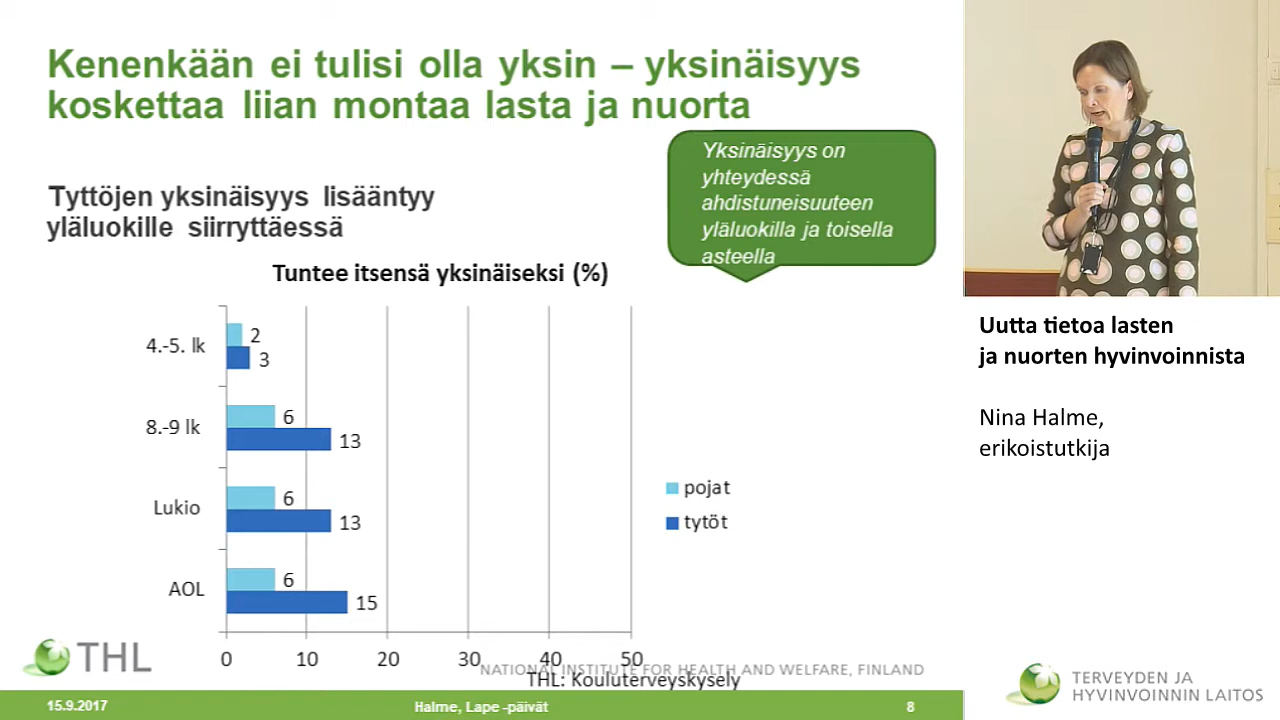 Kenenkään ei tulisi olla yksin – yksinäisyys
koskettaa liian montaa lasta ja nuorta
Yksinäisyys on
yhteydessä
ahdistuneisuuteen
yläluokilla ja toisella
asteella
Tyttöjen yksinäisyys lisääntyy
yläluokille siirryttäessä
Tuntee itsensä yksinäiseksi (%)
4.-5. lk
2
3
8.-9 lk
6
13
Lukio
6
13
AOL
6
15
pojat
tytöt
0 10 20 30 40 50
THL
NATIONAL INSTITUTE FOR HEALTH AND WELFARE, FINLAND
THL: Kouluterveyskysely
15.9.2017
Halme, Lape -päivät
8
Uutta tietoa lasten
ja nuorten hyvinvoinnista
Nina Halme,
erikoistutkija
TERVEYDEN JA
HYVINVOINNIN LAITOS